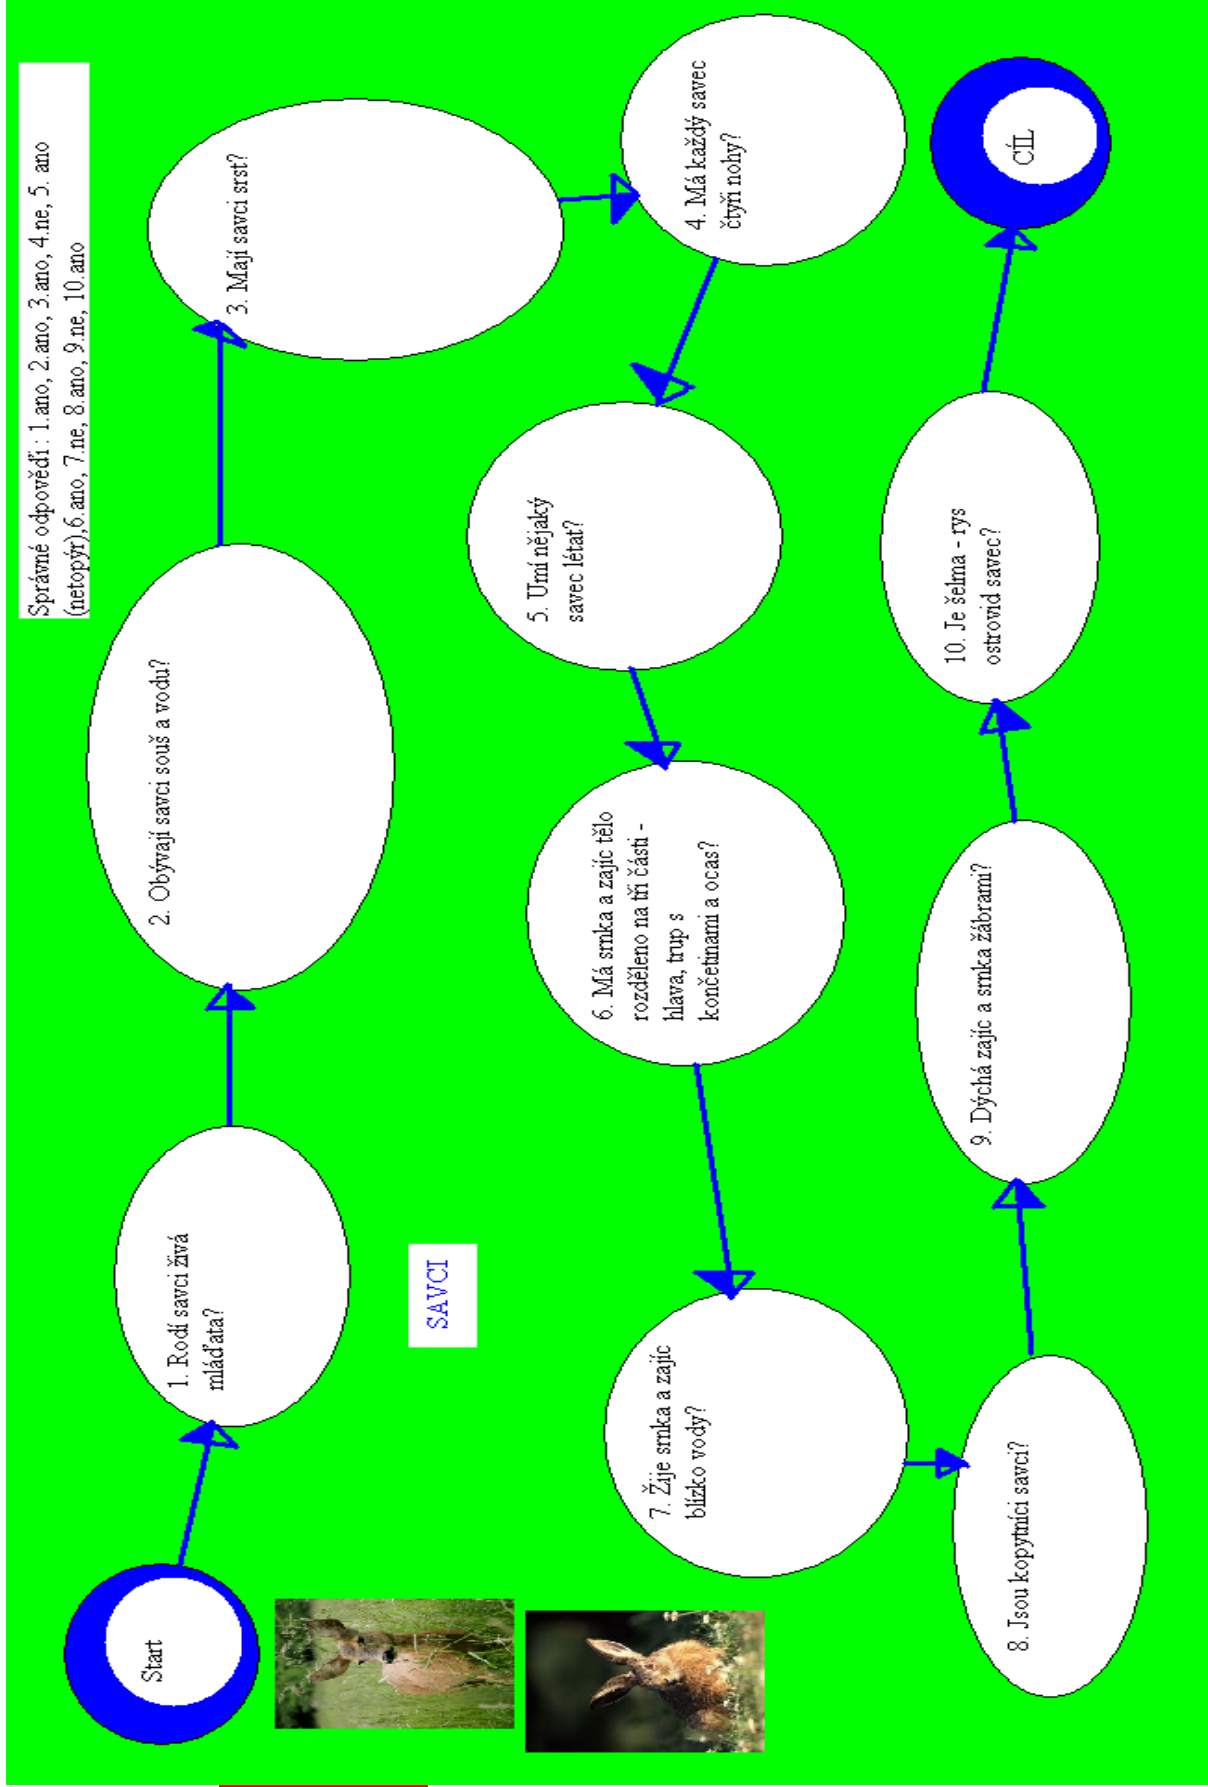 Správné odpovědi : 1.ano, 2.ano, 3.ano, 4.ne, 5. ano
(netopýr),6.ano, 7.ne, 8.ano, 9.ne, 10.ano
Start
1. Rodí savci živá
mláďata?
2. Obývají savci souš a vodu?
3. Mají savci srst?
4. Má každý savec
čtyři nohy?
5. Umí nějaký
savec létat?
6. Má srnka a zajíc tělo
rozděleno na tři části -
hlava, trup s
končetinami a ocas?
SAVCI
7. Žije srnka a zajíc
blízko vody?
8. Jsou kopytníci savci?
9. Dýchá zajíc a srnka žábrami?
10. Je šelma - rys
ostrovid savec?
CÍL